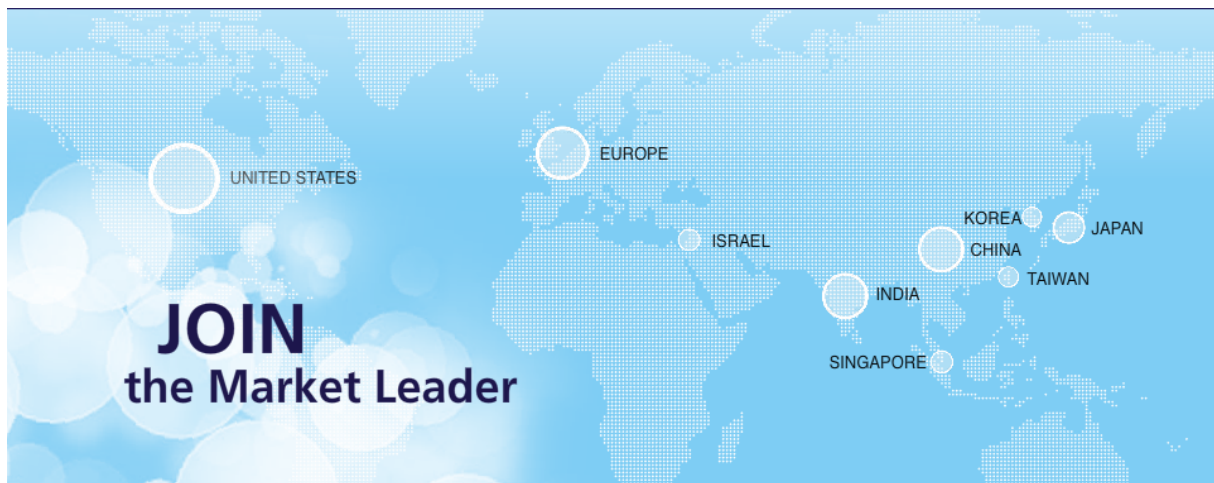 EUROPE
UNITED STATES
KOREA
JAPAN
ISRAEL
CHINA
TAIWAN
INDIA
JOIN
the Market Leader
SINGAPORE